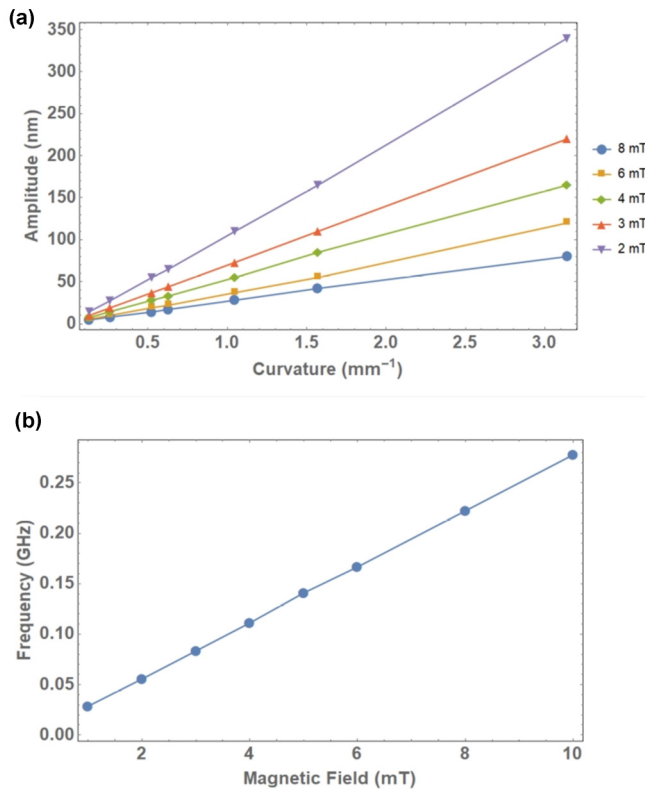 (a)
350
300
250
200
150
100
50
0
Amplitude (nm)
0.5 1.0 1.5 2.0 2.5 3.0
Curvature (mm⁻¹)
8 mT
6 mT
4 mT
3 mT
2 mT
(b)
0.25
0.20
0.15
0.10
0.05
0.00
Frequency (GHz)
2 4 6 8 10
Magnetic Field (mT)